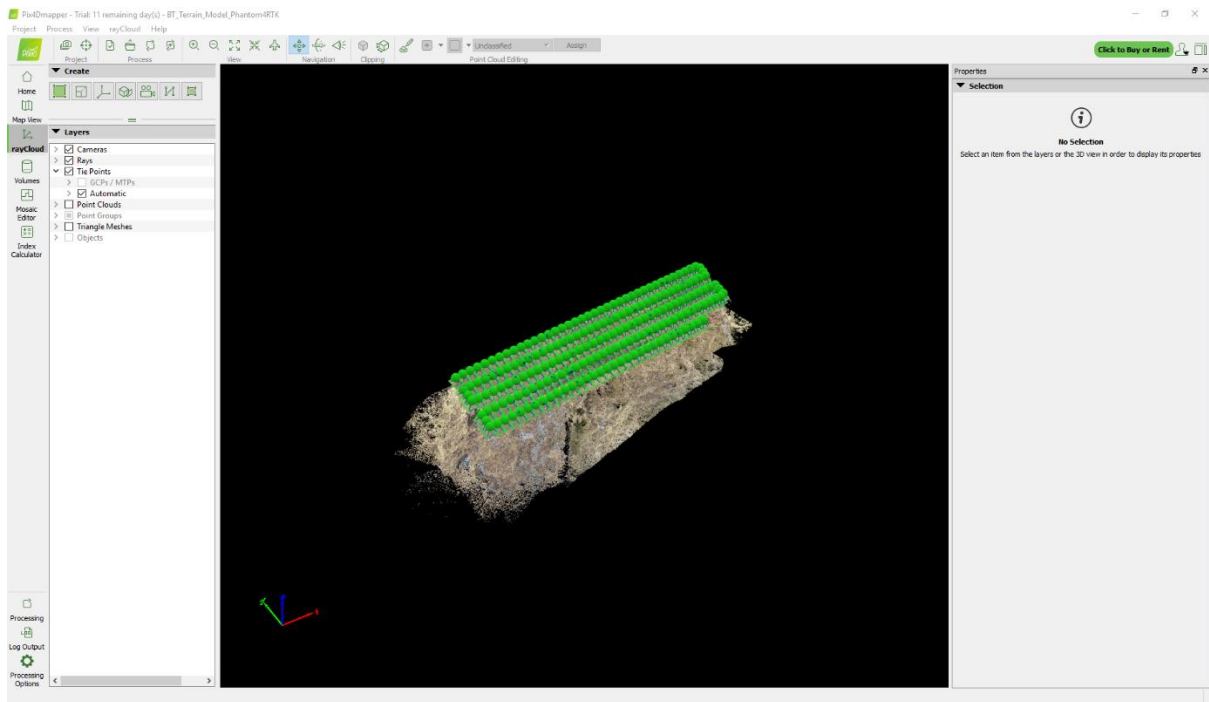 Pix4Dmapper - Trial: 11 remaining day(s) - BT_Terrain_Model_Phantom4RTK
Project Process View rayCloud Help
Project Process View Navigation Clipping Point Cloud Editing
Unclassified Assign
Click to Buy or Rent
Home
Map View
rayCloud
Volumes
Mosaic
Editor
Index
Calculator
Processing
Log Output
Processing
Options
Create
Layers
Cameras
Rays
Tie Points
GCPs / MTPs
Automatic
Point Clouds
Point Groups
Triangle Meshes
Objects
Properties
Selection
No Selection
Select an item from the layers or the 3D view in order to display its properties